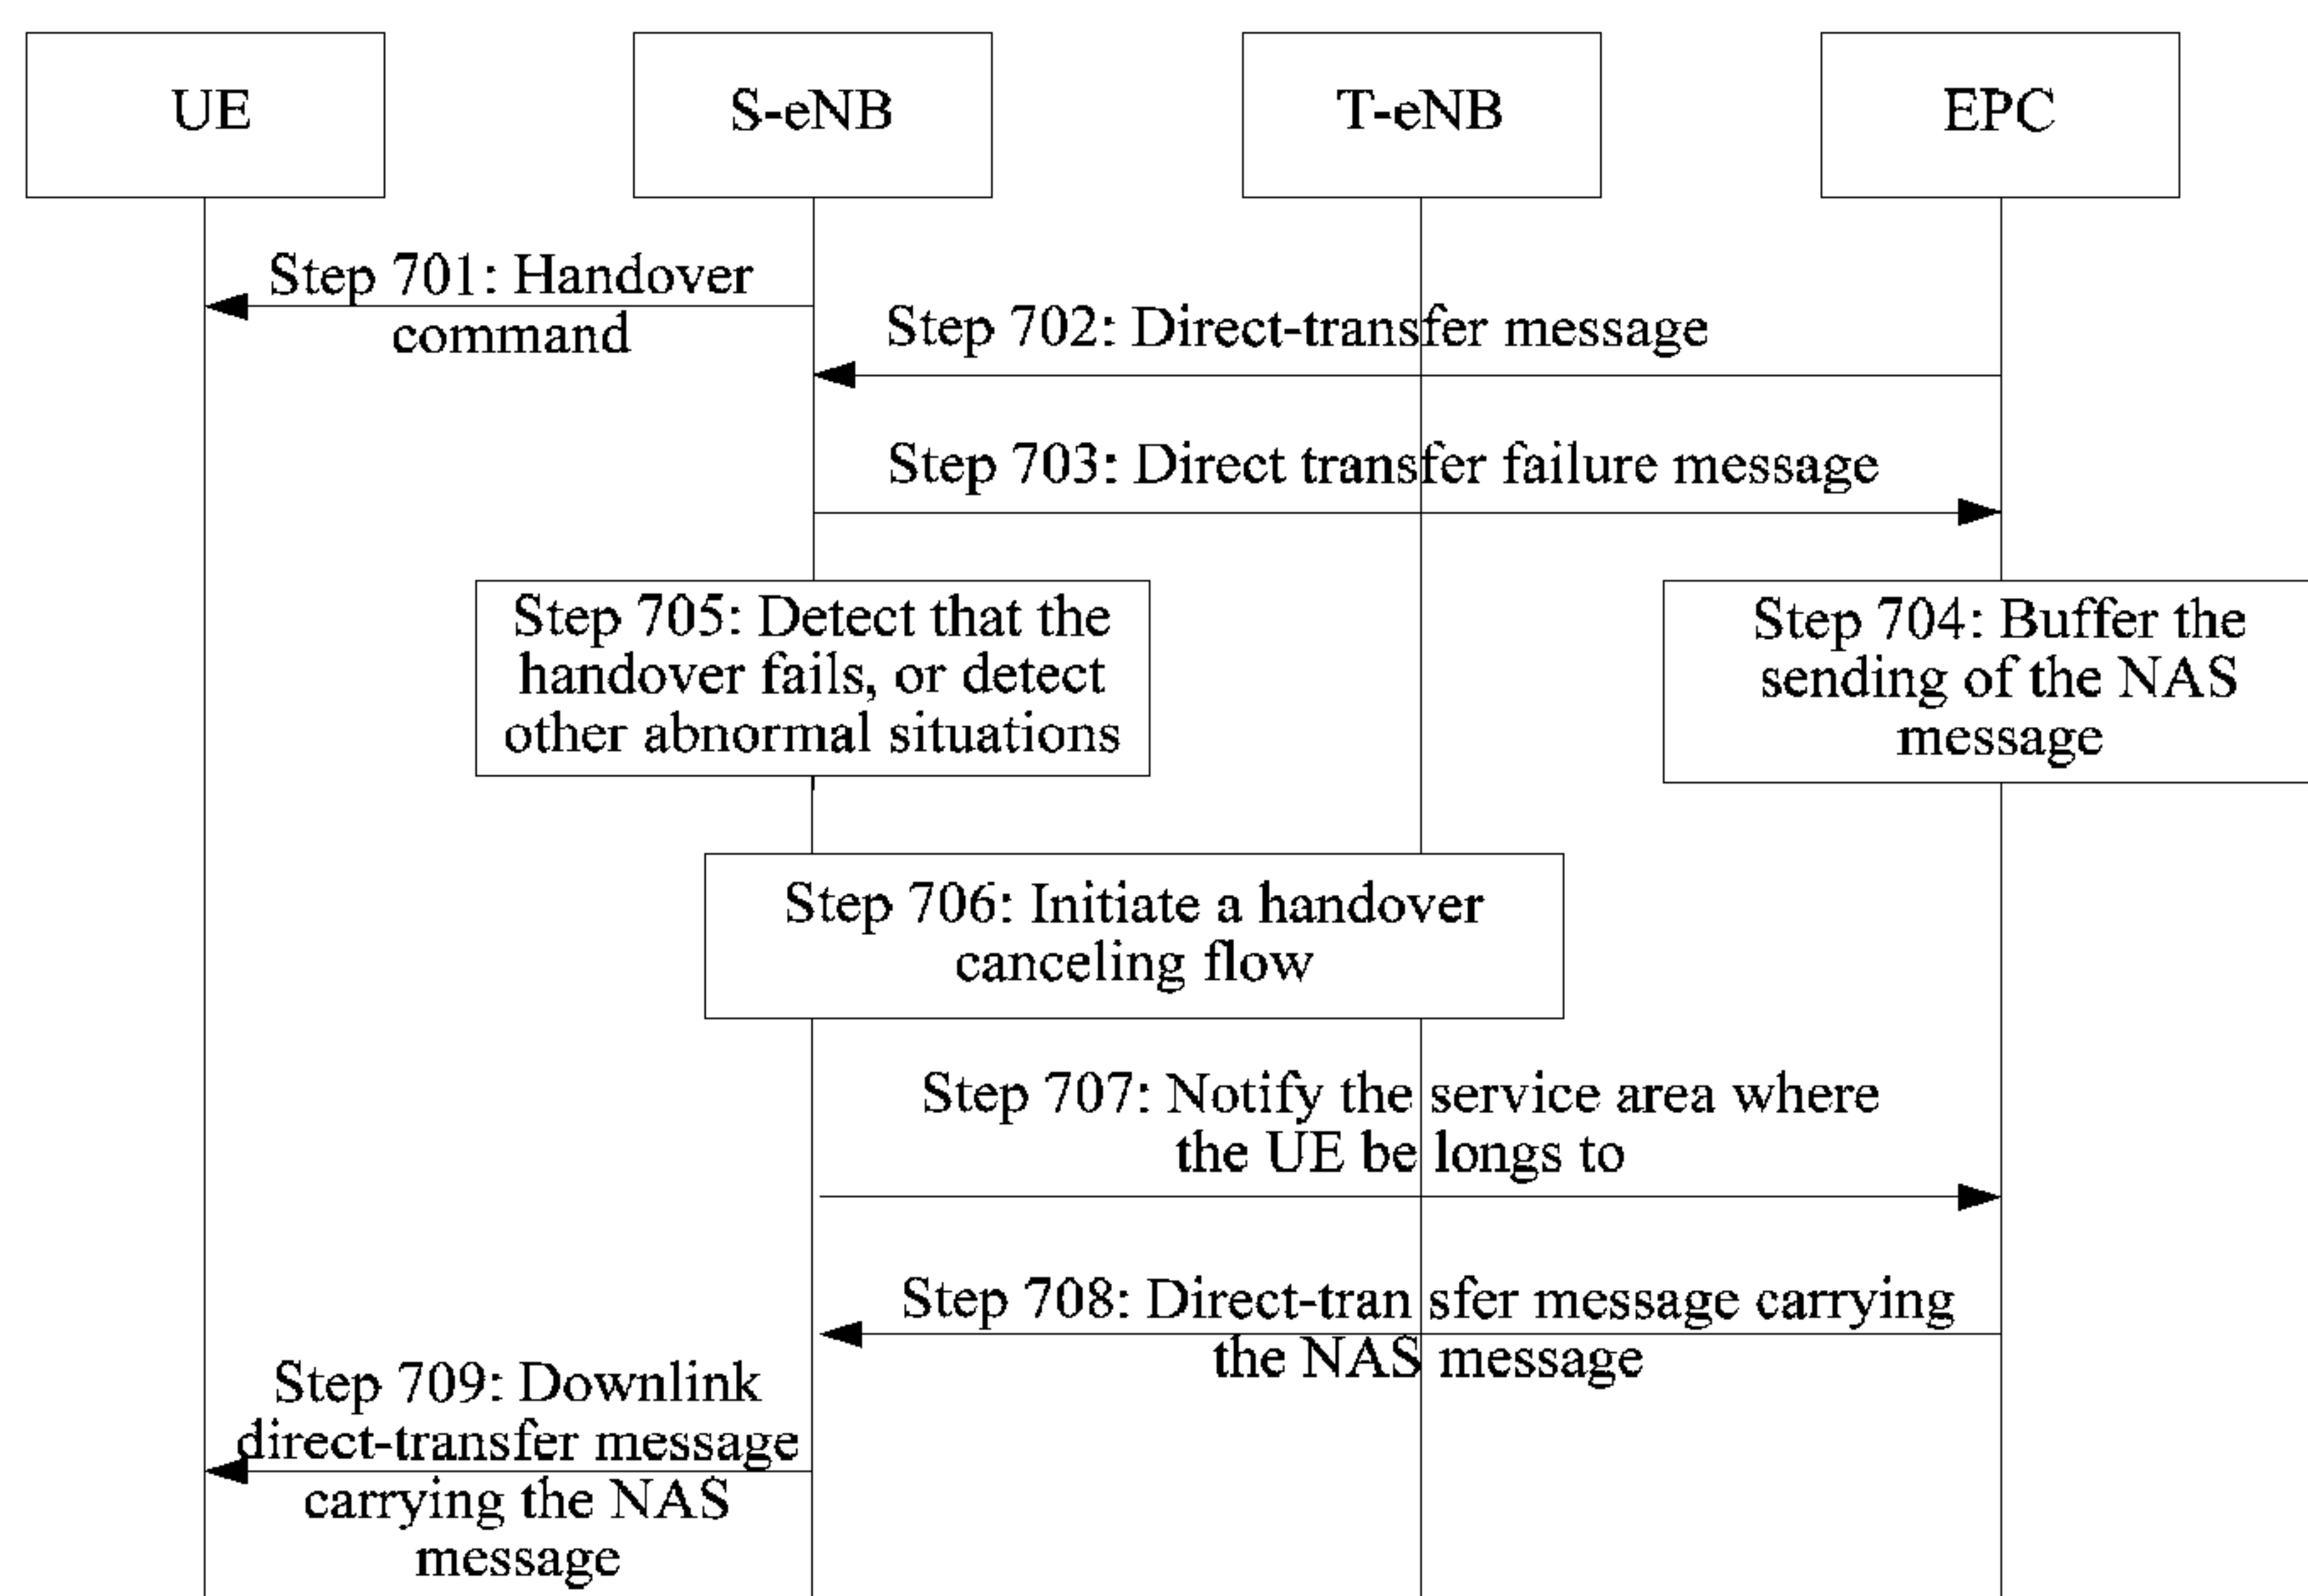 UE
S-eNB
T-eNB
EPC
Step 701: Handover
command
Step 702: Direct-transfer message
Step 703: Direct transfer failure message
Step 705: Detect that the
handover fails, or detect
other abnormal situations
Step 704: Buffer the
sending of the NAS
message
Step 706: Initiate a handover
canceling flow
Step 707: Notify the service area where
the UE be longs to
Step 708: Direct-tran sfer message carrying
the NAS message
Step 709: Downlink
direct-transfer message
carrying the NAS
message